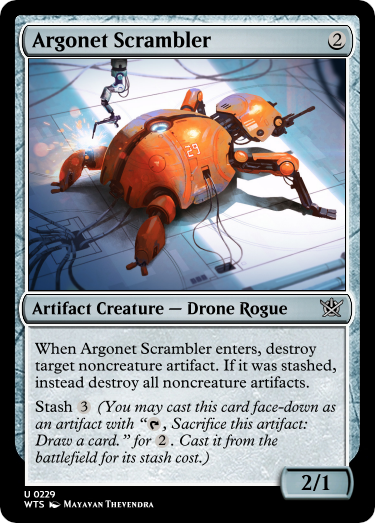 Argonet Scrambler 2
29
Artifact Creature — Drone Rogue
When Argonet Scrambler enters, destroy
target noncreature artifact. If it was stashed,
instead destroy all noncreature artifacts.
Stash 3 (You may cast this card face-down as
an artifact with “, Sacrifice this artifact:
Draw a card.” for 2. Cast it from the
battlefield for its stash cost.)
2/1
U 0229
WTS Mayavan Thevendra